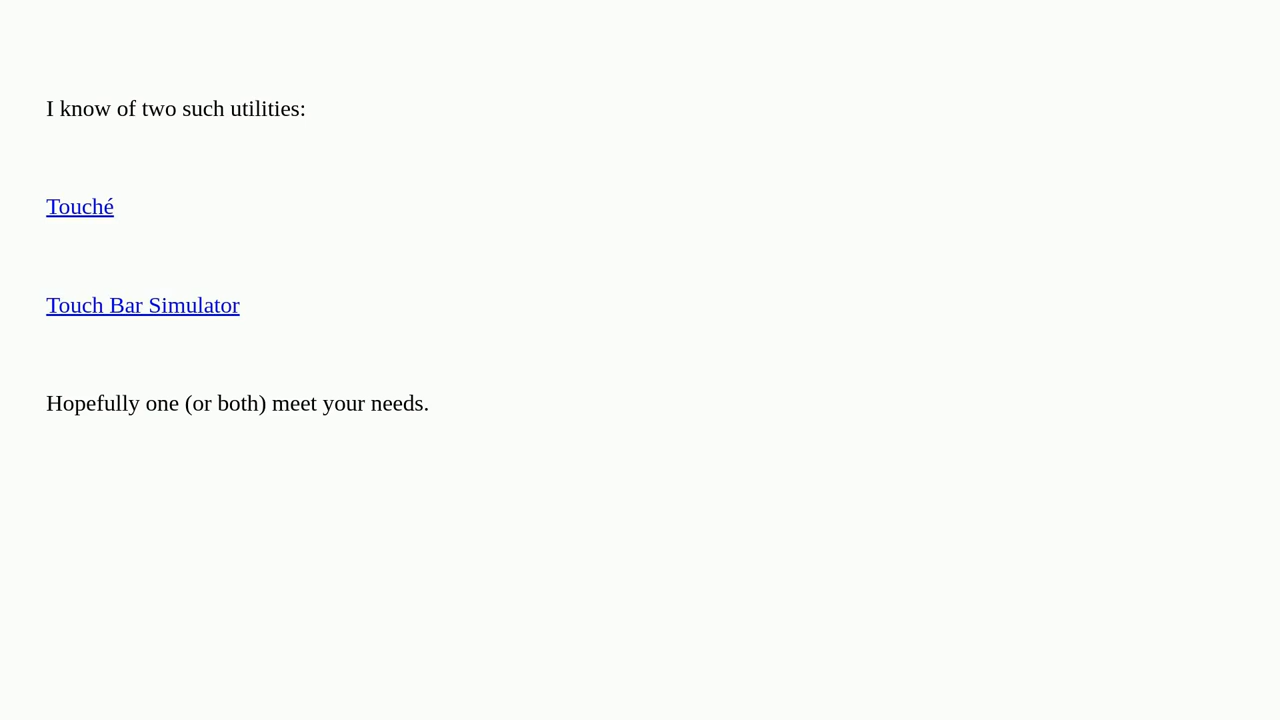 I know of two such utilities:
Touché
Touch Bar Simulator
Hopefully one (or both) meet your needs.